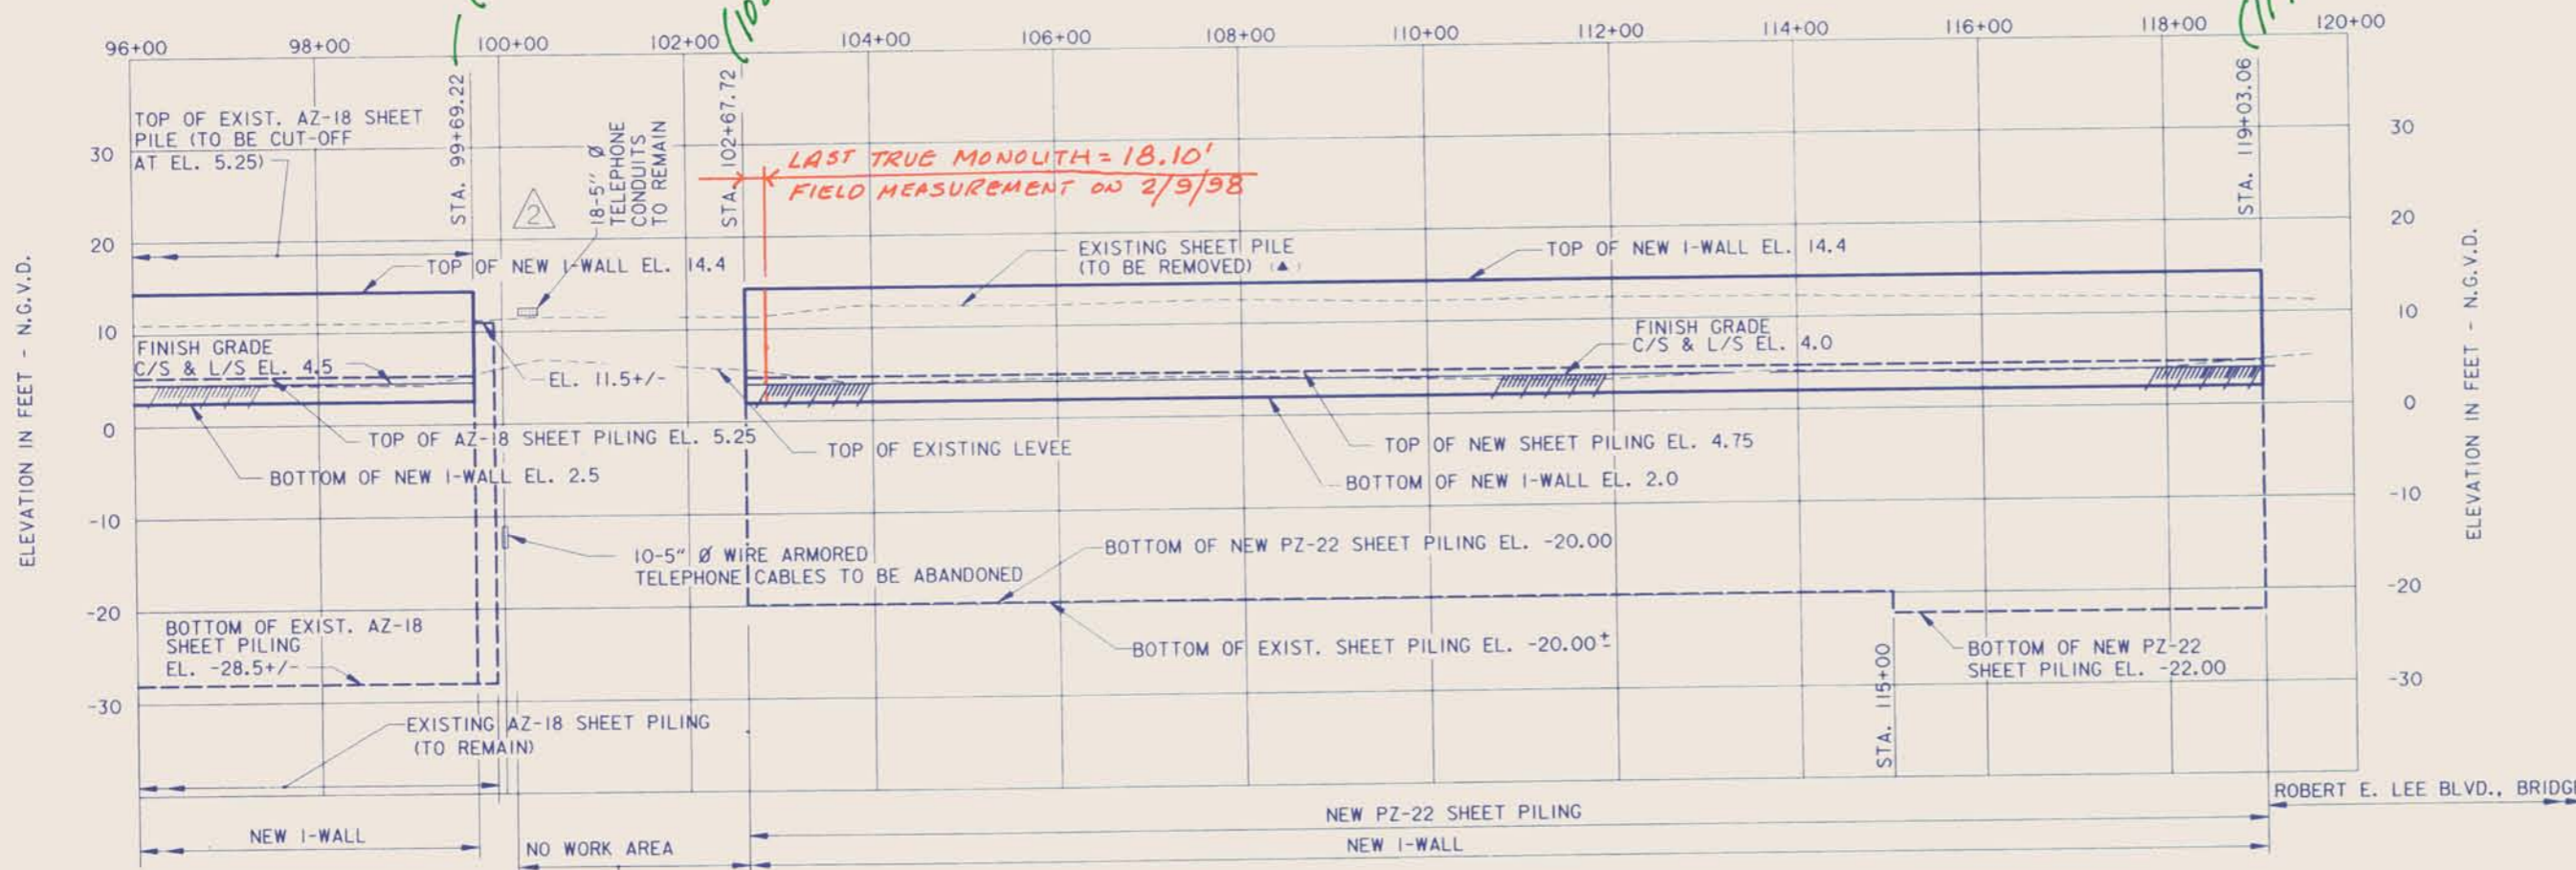 96+00 98+00 100+00 102+00 104+00 106+00 108+00 110+00 112+00 114+00 116+00 118+00 120+00
TOP OF EXIST. AZ-18 SHEET
PILE (TO BE CUT-OFF
AT EL. 5.25)
STA. 99+69.22
2
18-5" Ø
TELEPHONE
CONDUITS
TO REMAIN
STA. 102+67.72
LAST TRUE MONOLITH = 18.10'
FIELD MEASUREMENT ON 2/9/98
STA. 119+03.06
30
20
10
0
-10
-20
-30
ELEVATION IN FEET - N.G.V.D.
TOP OF NEW I-WALL EL. 14.4
EXISTING SHEET PILE
(TO BE REMOVED) (▲)
TOP OF NEW I-WALL EL. 14.4
FINISH GRADE
C/S & L/S EL. 4.5
EL. 11.5+/-
FINISH GRADE
C/S & L/S EL. 4.0
TOP OF AZ-18 SHEET PILING EL. 5.25
TOP OF EXISTING LEVEE
TOP OF NEW SHEET PILING EL. 4.75
BOTTOM OF NEW I-WALL EL. 2.5
BOTTOM OF NEW I-WALL EL. 2.0
10-5" Ø WIRE ARMORED
TELEPHONE CABLES TO BE ABANDONED
BOTTOM OF NEW PZ-22 SHEET PILING EL. -20.00
BOTTOM OF EXIST. AZ-18
SHEET PILING
EL. -28.5+/-
BOTTOM OF EXIST. SHEET PILING EL. -20.00±
STA. 115+00
BOTTOM OF NEW PZ-22
SHEET PILING EL. -22.00
EXISTING AZ-18 SHEET PILING
(TO REMAIN)
30
20
10
0
-10
-20
-30
ELEVATION IN FEET - N.G.V.D.
ROBERT E. LEE BLVD., BRIDGE
NEW PZ-22 SHEET PILING
NEW I-WALL
NO WORK AREA
NEW I-WALL